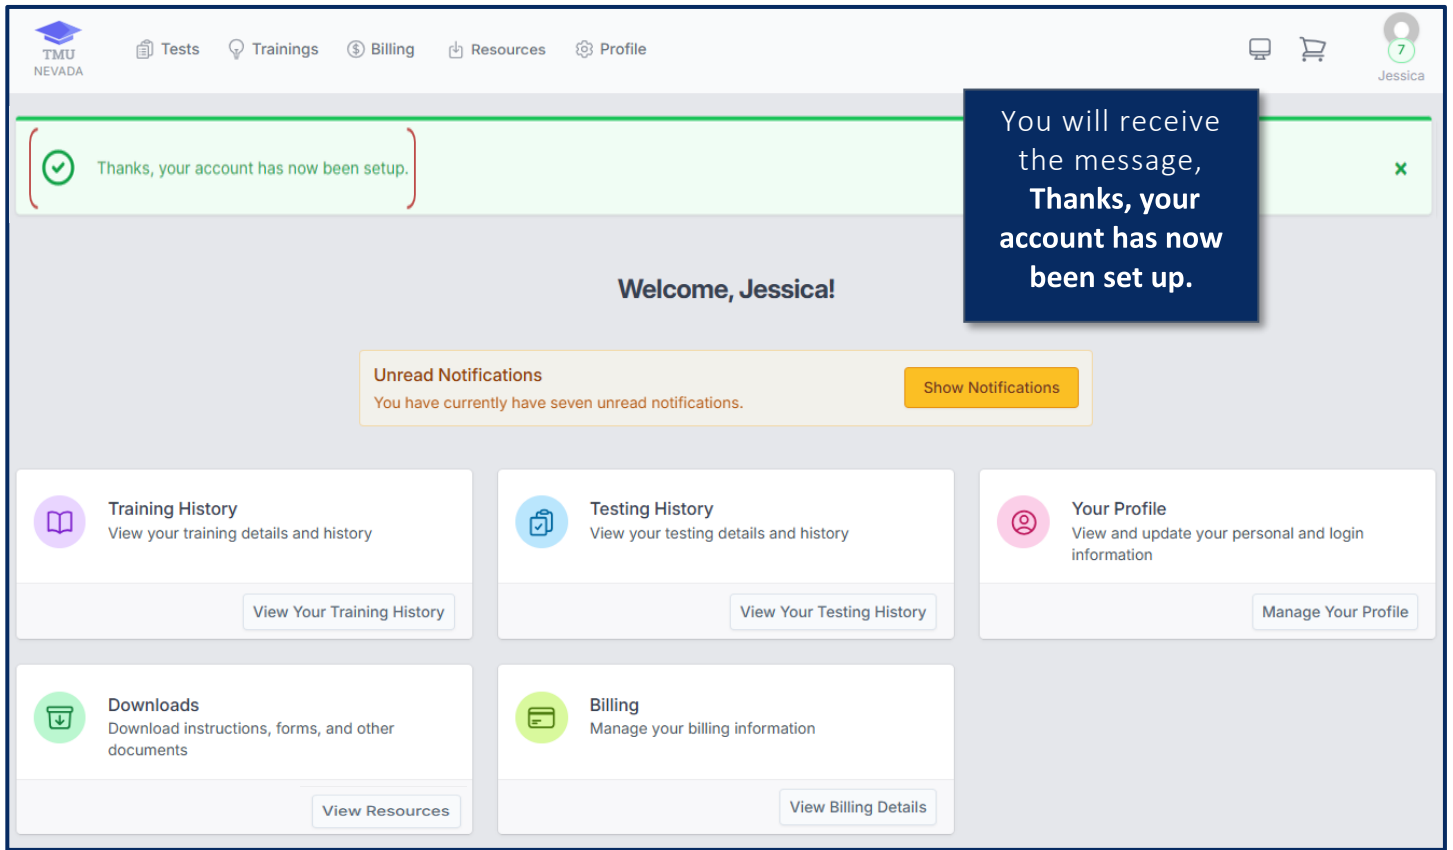 TMU
NEVADA
Tests
Trainings
Billing
Resources
Profile
7
Jessica
Thanks, your account has now been setup.
You will receive
the message,
Thanks, your
account has now
been set up.
Welcome, Jessica!
Unread Notifications
You have currently have seven unread notifications.
Show Notifications
Training History
View your training details and history
View Your Training History
Testing History
View your testing details and history
View Your Testing History
Your Profile
View and update your personal and login
information
Manage Your Profile
Downloads
Download instructions, forms, and other
documents
View Resources
Billing
Manage your billing information
View Billing Details